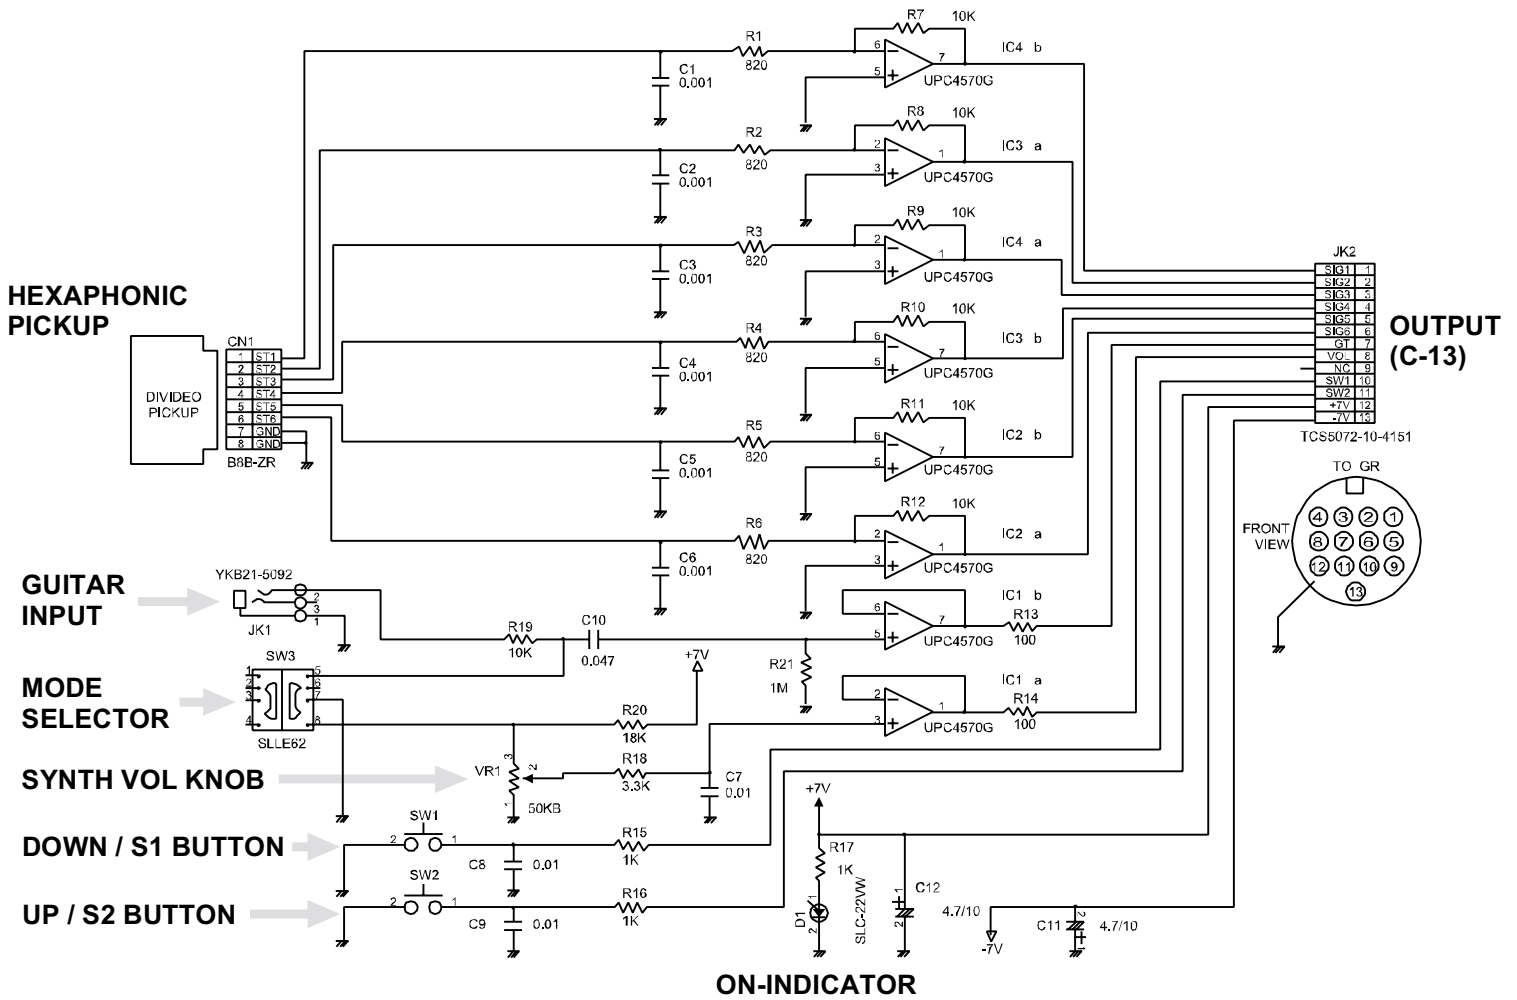 R7 10K
R1
820
C1
0.001
6
5
7
IC4 b
UPC4570G
R8 10K
R2
820
C2
0.001
2
3
1
IC3 a
UPC4570G
R9 10K
R3
820
C3
0.001
2
3
1
IC4 a
UPC4570G
R10 10K
R4
820
C4
0.001
6
5
7
IC3 b
UPC4570G
R11 10K
R5
820
C5
0.001
6
5
7
IC2 b
UPC4570G
R12 10K
R6
820
C6
0.001
2
3
1
IC2 a
UPC4570G
HEXAPHONIC
PICKUP
DIVIDEO
PICKUP
CN1
1 ST1
2 ST2
3 ST3
4 ST4
5 ST5
6 ST6
7 GND
8 GND
B8B-ZR
JK2
SIG1 1
SIG2 2
SIG3 3
SIG4 4
SIG5 5
SIG6 6
GT 7
VOL 8
NC 9
SW1 10
SW2 11
+7V 12
-7V 13
TCS5072-10-4151
OUTPUT
(C-13)
TO GR
FRONT
VIEW
4 3 2 1
8 7 6 5
12 11 10 9
13
GUITAR
INPUT
YKB21-5092
2
3
1
JK1
R19
10K
C10
0.047
R21
1M
6
5
7
IC1 b
UPC4570G
R13
100
MODE
SELECTOR
SW3
1
2
3
4
5
6
7
8
SLLE62
+7V
R20
18K
2
3
1
IC1 a
UPC4570G
R14
100
SYNTH VOL KNOB
VR1
3
2
1
50KB
R18
3.3K
C7
0.01
DOWN / S1 BUTTON
SW1
2
1
C8
0.01
R15
1K
UP / S2 BUTTON
SW2
2
1
C9
0.01
R16
1K
+7V
R17
1K
D1
1
2
SLC-22VW
C12
1
2
4.7/10
-7V
C11
2
1
4.7/10
ON-INDICATOR